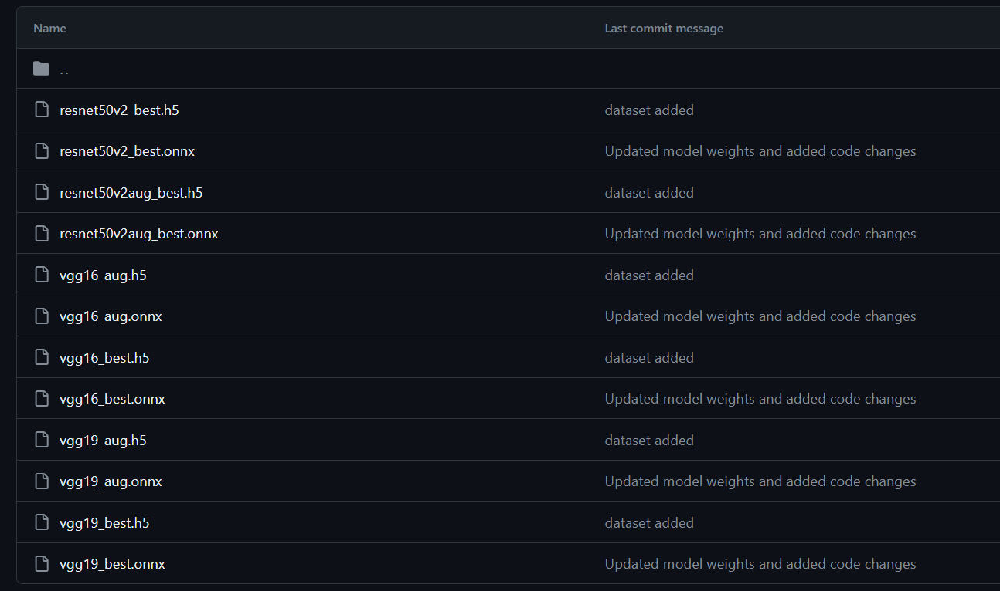 Name Last commit message
..
resnet50v2_best.h5 dataset added
resnet50v2_best.onnx Updated model weights and added code changes
resnet50v2aug_best.h5 dataset added
resnet50v2aug_best.onnx Updated model weights and added code changes
vgg16_aug.h5 dataset added
vgg16_aug.onnx Updated model weights and added code changes
vgg16_best.h5 dataset added
vgg16_best.onnx Updated model weights and added code changes
vgg19_aug.h5 dataset added
vgg19_aug.onnx Updated model weights and added code changes
vgg19_best.h5 dataset added
vgg19_best.onnx Updated model weights and added code changes